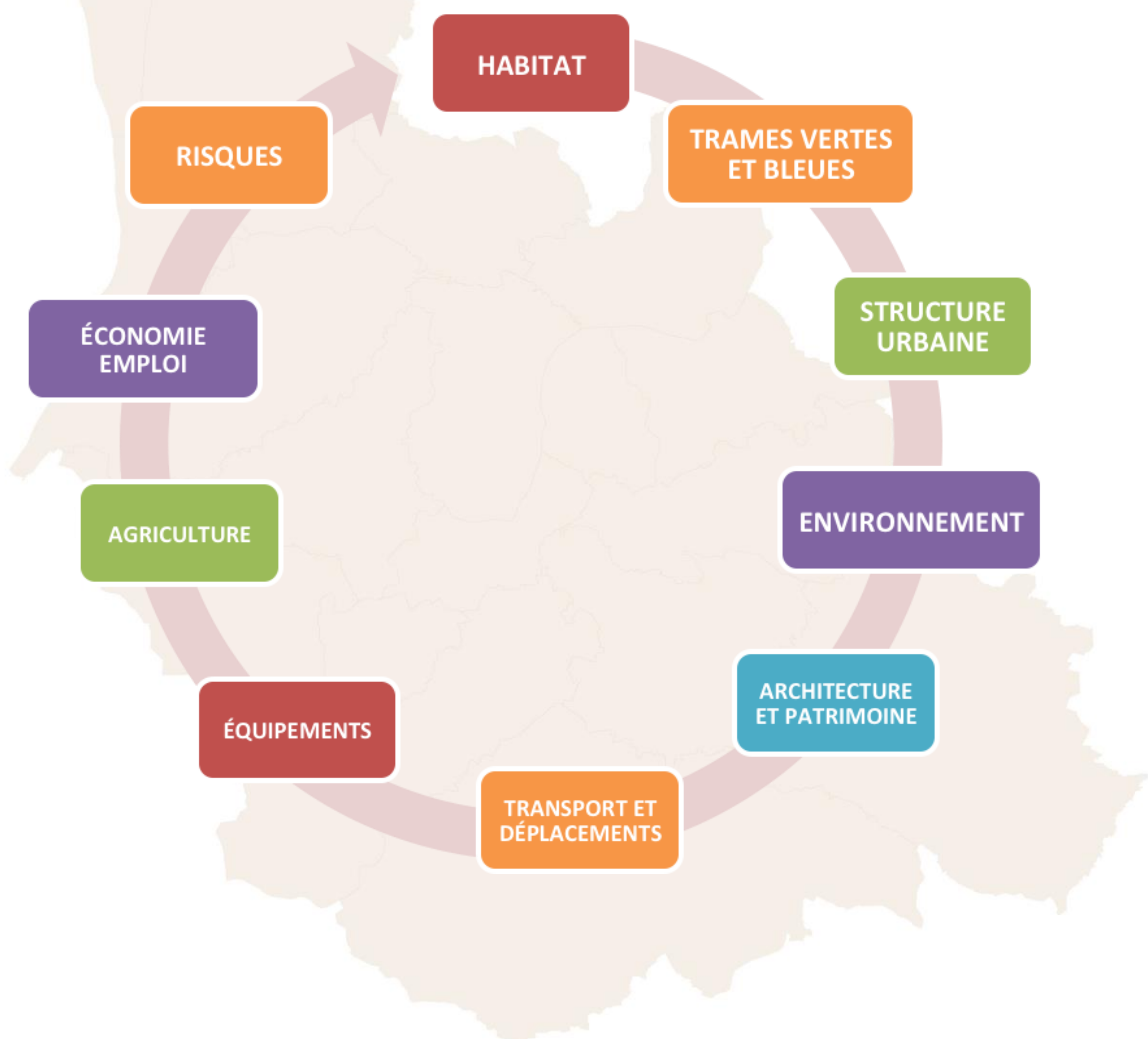 HABITAT
TRAMES VERTES
ET BLEUES
STRUCTURE
URBAINE
ENVIRONNEMENT
ARCHITECTURE
ET PATRIMOINE
TRANSPORT ET
DÉPLACEMENTS
ÉQUIPEMENTS
AGRICULTURE
ÉCONOMIE
EMPLOI
RISQUES